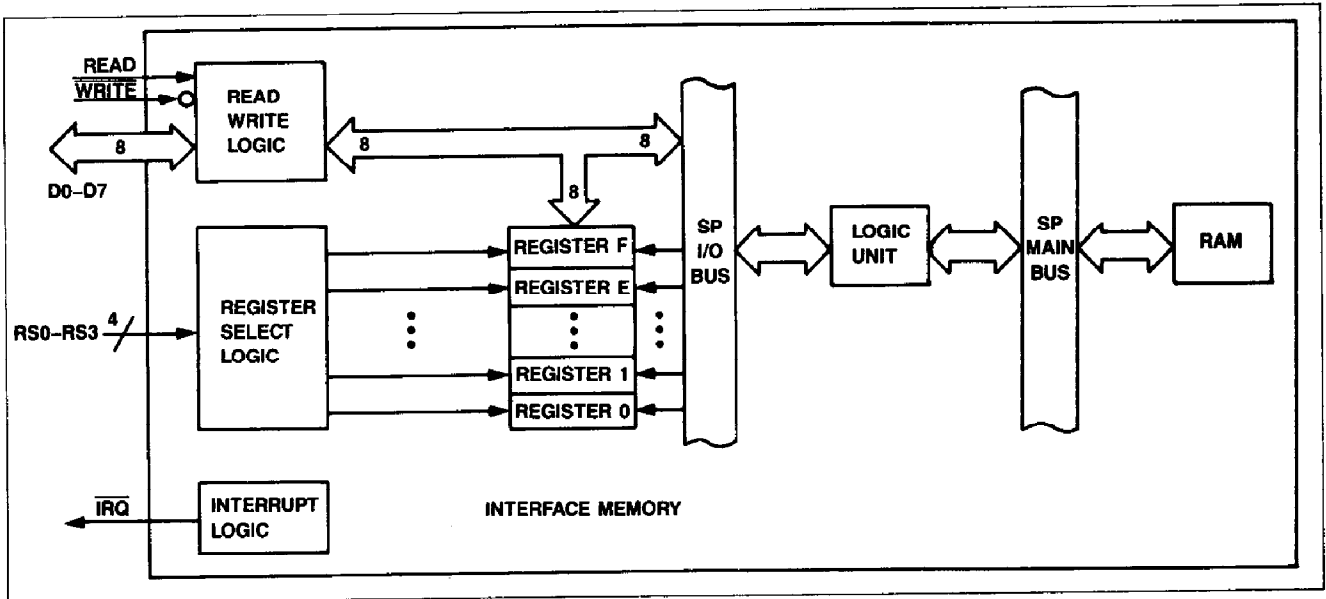 READ
WRITE
8
D0–D7
READ
WRITE
LOGIC
8
8
8
REGISTER
SELECT
LOGIC
RS0–RS3
4
REGISTER F
REGISTER E
REGISTER 1
REGISTER 0
SP
I/O
BUS
LOGIC
UNIT
SP
MAIN
BUS
RAM
IRQ
INTERRUPT
LOGIC
INTERFACE MEMORY